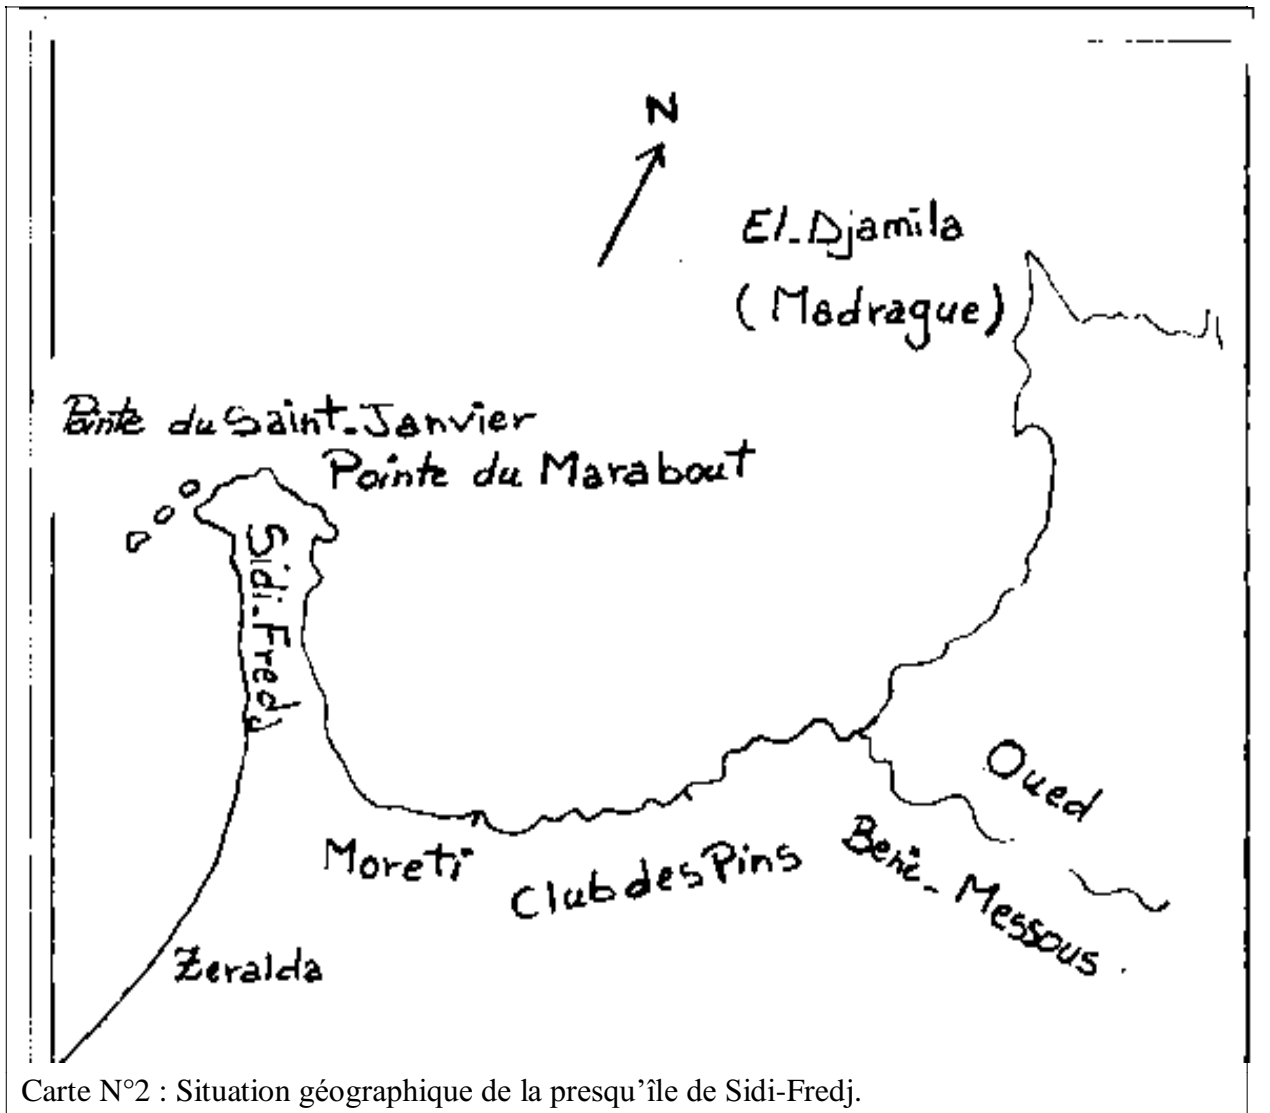 N
El-Djamila
(Madrague)
Pointe du Saint-Janvier
Pointe du Marabout
Sidi-Fredj
Oued
Beni-Messous
Moreti
Club des Pins
Zeralda
Carte N°2 : Situation géographique de la presqu’île de Sidi-Fredj.